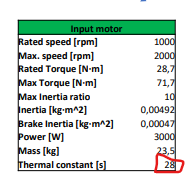 Input motor
Rated speed [rpm] 1000
Max. speed [rpm] 2000
Rated Torque [N·m] 28,7
Max Torque [N·m] 71,7
Max Inertia ratio 10
Inertia [kg·m^2] 0,00492
Brake Inertia [kg·m^2] 0,00047
Power [W] 3000
Mass [kg] 23,5
Thermal constant [s] 28